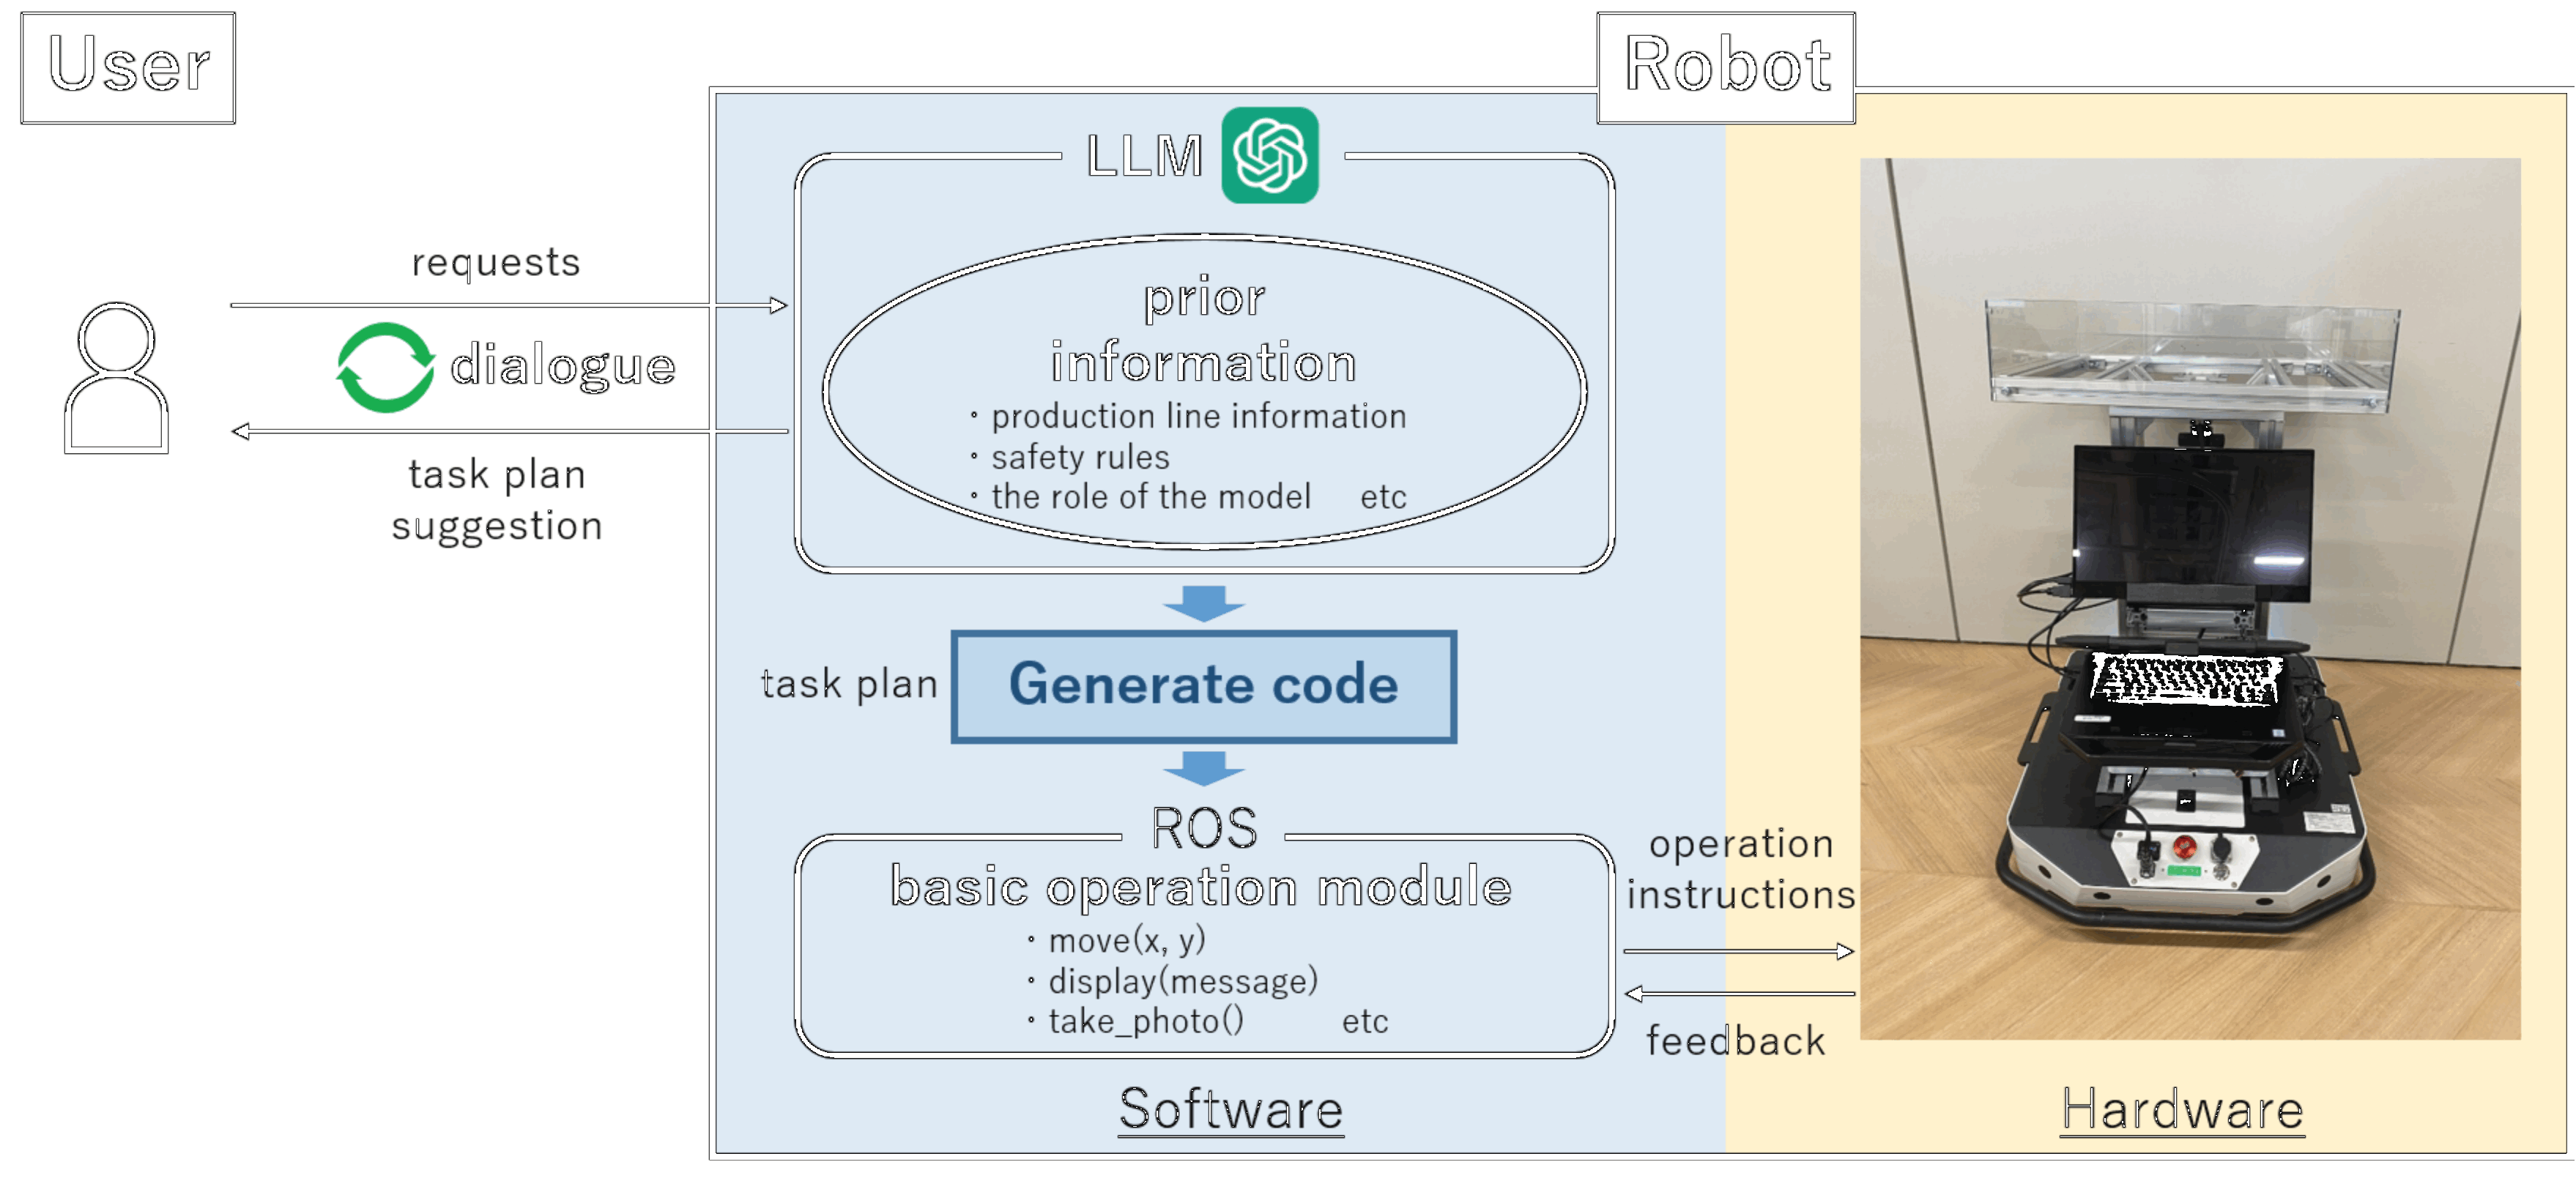 User
Robot
LLM
requests
dialogue
task plan
suggestion
prior
information
・production line information
・safety rules
・the role of the model etc
task plan
Generate code
ROS
basic operation module
・move(x, y)
・display(message)
・take_photo() etc
operation
instructions
feedback
Software
Hardware